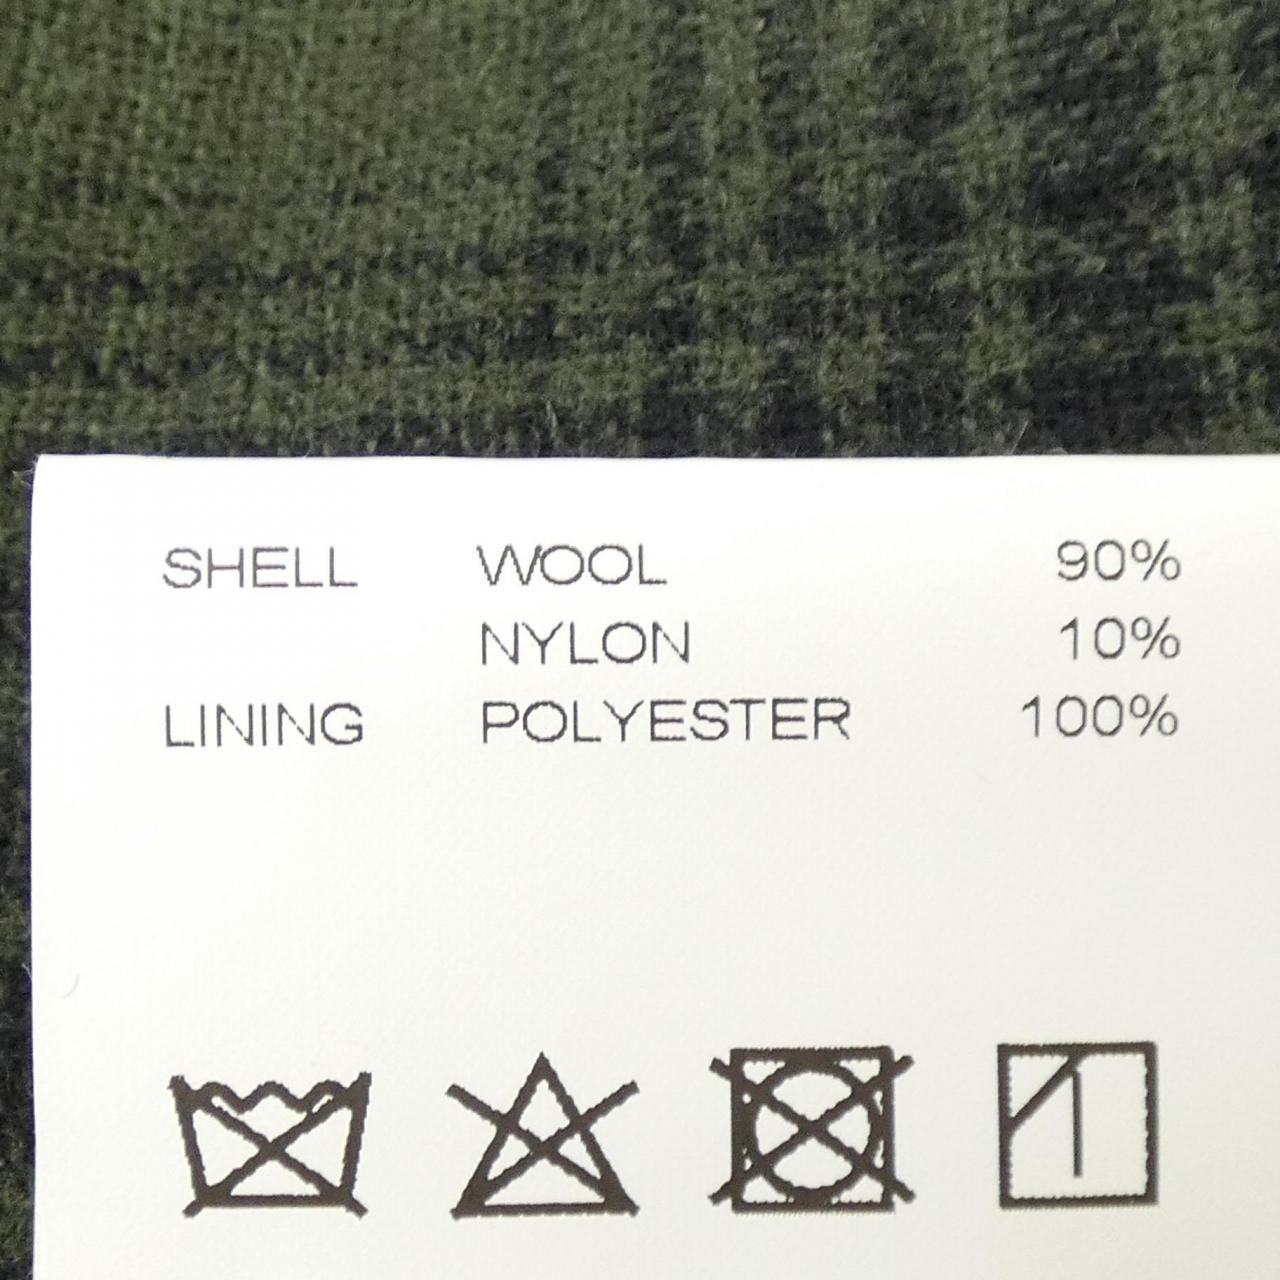 SHELL WOOL 90%
NYLON 10%
LINING POLYESTER 100%